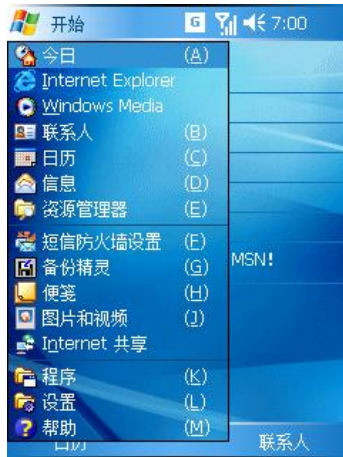 开始 G 7:00
今日 (A)
Internet Explorer
Windows Media
联系人 (B)
日历 (C)
信息 (D)
资源管理器 (E)
短信防火墙设置 (F)
备份精灵 (G)
MSN!
便笺 (H)
图片和视频 (J)
Internet 共享
程序 (K)
设置 (L)
帮助 (M)
日历 联系人